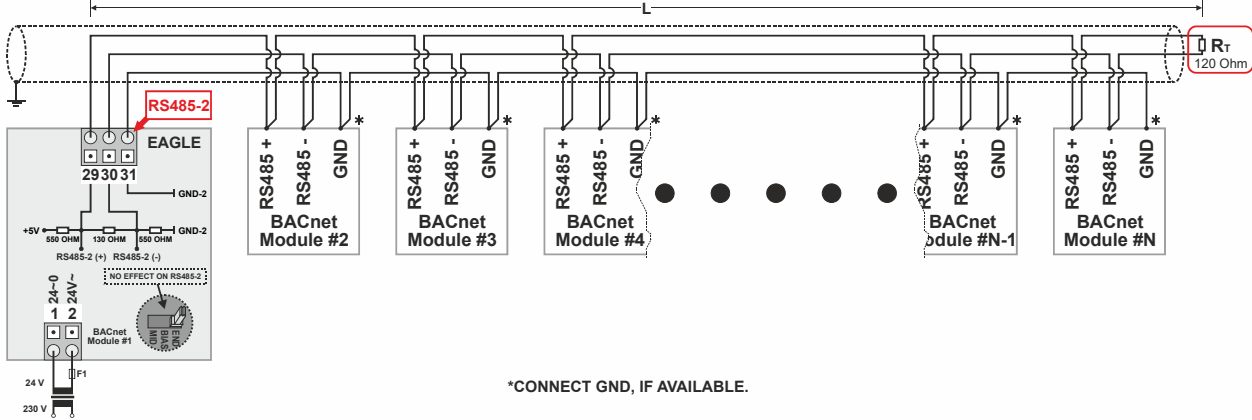 L
RT
120 Ohm
RS485-2
EAGLE
29 30 31
GND-2
+5V
550 OHM
130 OHM
550 OHM
GND-2
RS485-2 (+)
RS485-2 (-)
NO EFFECT ON RS485-2
24~0
24V~
1
2
BACnet
Module #1
MID
BIAS
END
24 V
F1
230 V
*
RS485 +
RS485 -
GND
BACnet
Module #2
*
RS485 +
RS485 -
GND
BACnet
Module #3
*
RS485 +
RS485 -
GND
BACnet
Module #4
*
RS485 +
RS485 -
GND
BACnet
odule #N-1
*
RS485 +
RS485 -
GND
BACnet
Module #N
*CONNECT GND, IF AVAILABLE.